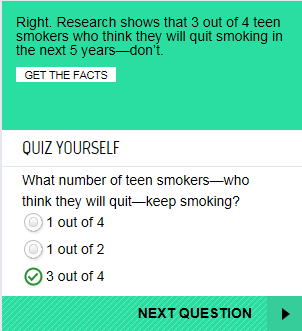 Right. Research shows that 3 out of 4 teen
smokers who think they will quit smoking in
the next 5 years—don't.
GET THE FACTS
QUIZ YOURSELF
What number of teen smokers—who
think they will quit—keep smoking?
1 out of 4
1 out of 2
3 out of 4
NEXT QUESTION